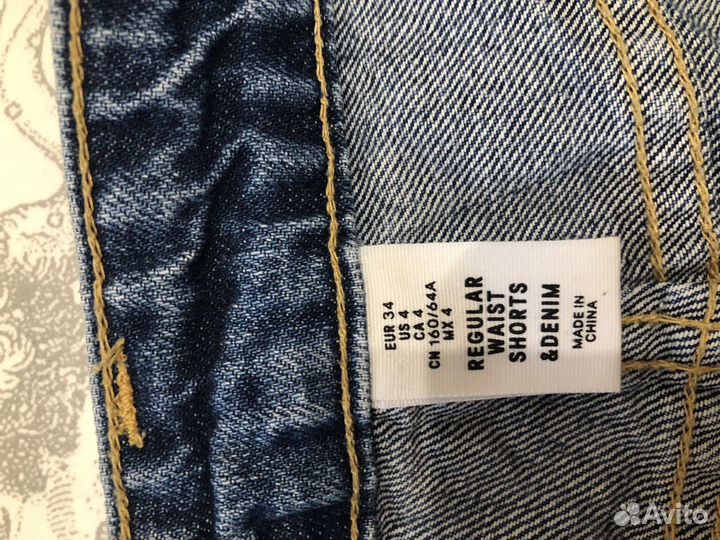 EUR 34
US 4
CA 4
CN 160/64A
MX 4
REGULAR
WAIST
SHORTS
&DENIM
MADE IN
CHINA
Avito